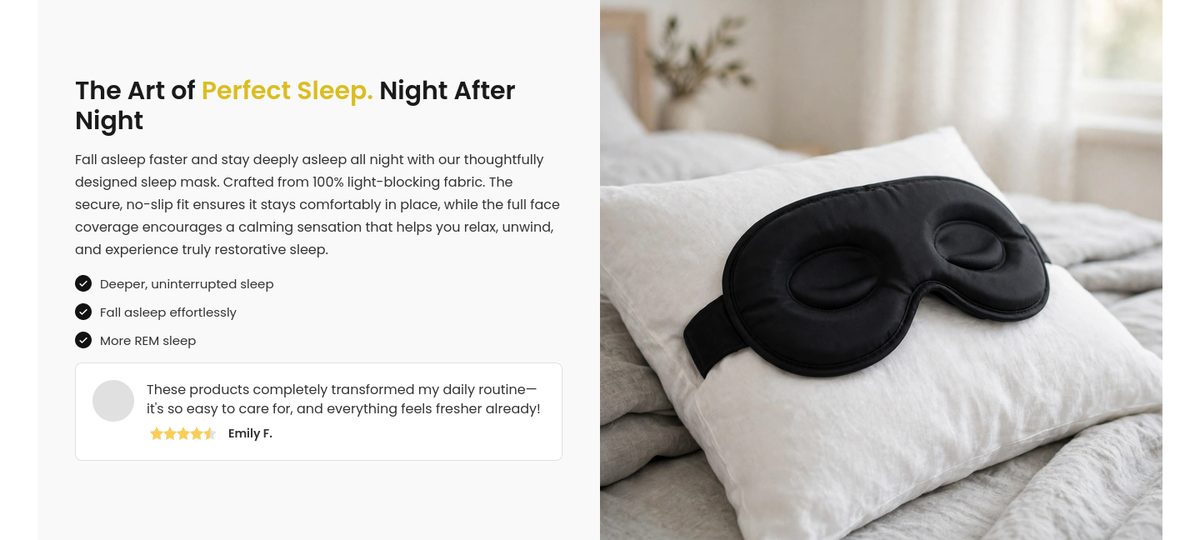 The Art of Perfect Sleep. Night After
Night
Fall asleep faster and stay deeply asleep all night with our thoughtfully
designed sleep mask. Crafted from 100% light-blocking fabric. The
secure, no-slip fit ensures it stays comfortably in place, while the full face
coverage encourages a calming sensation that helps you relax, unwind,
and experience truly restorative sleep.
Deeper, uninterrupted sleep
Fall asleep effortlessly
More REM sleep
These products completely transformed my daily routine—
it's so easy to care for, and everything feels fresher already!
Emily F.